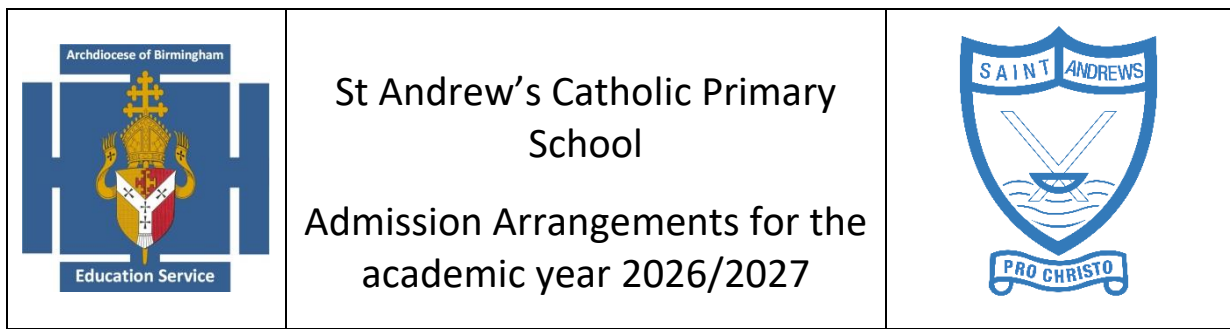 Archdiocese of Birmingham
Education Service
St Andrew’s Catholic Primary
School
Admission Arrangements for the
academic year 2026/2027
SAINT ANDREWS
PRO CHRISTO